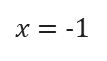 x = -1